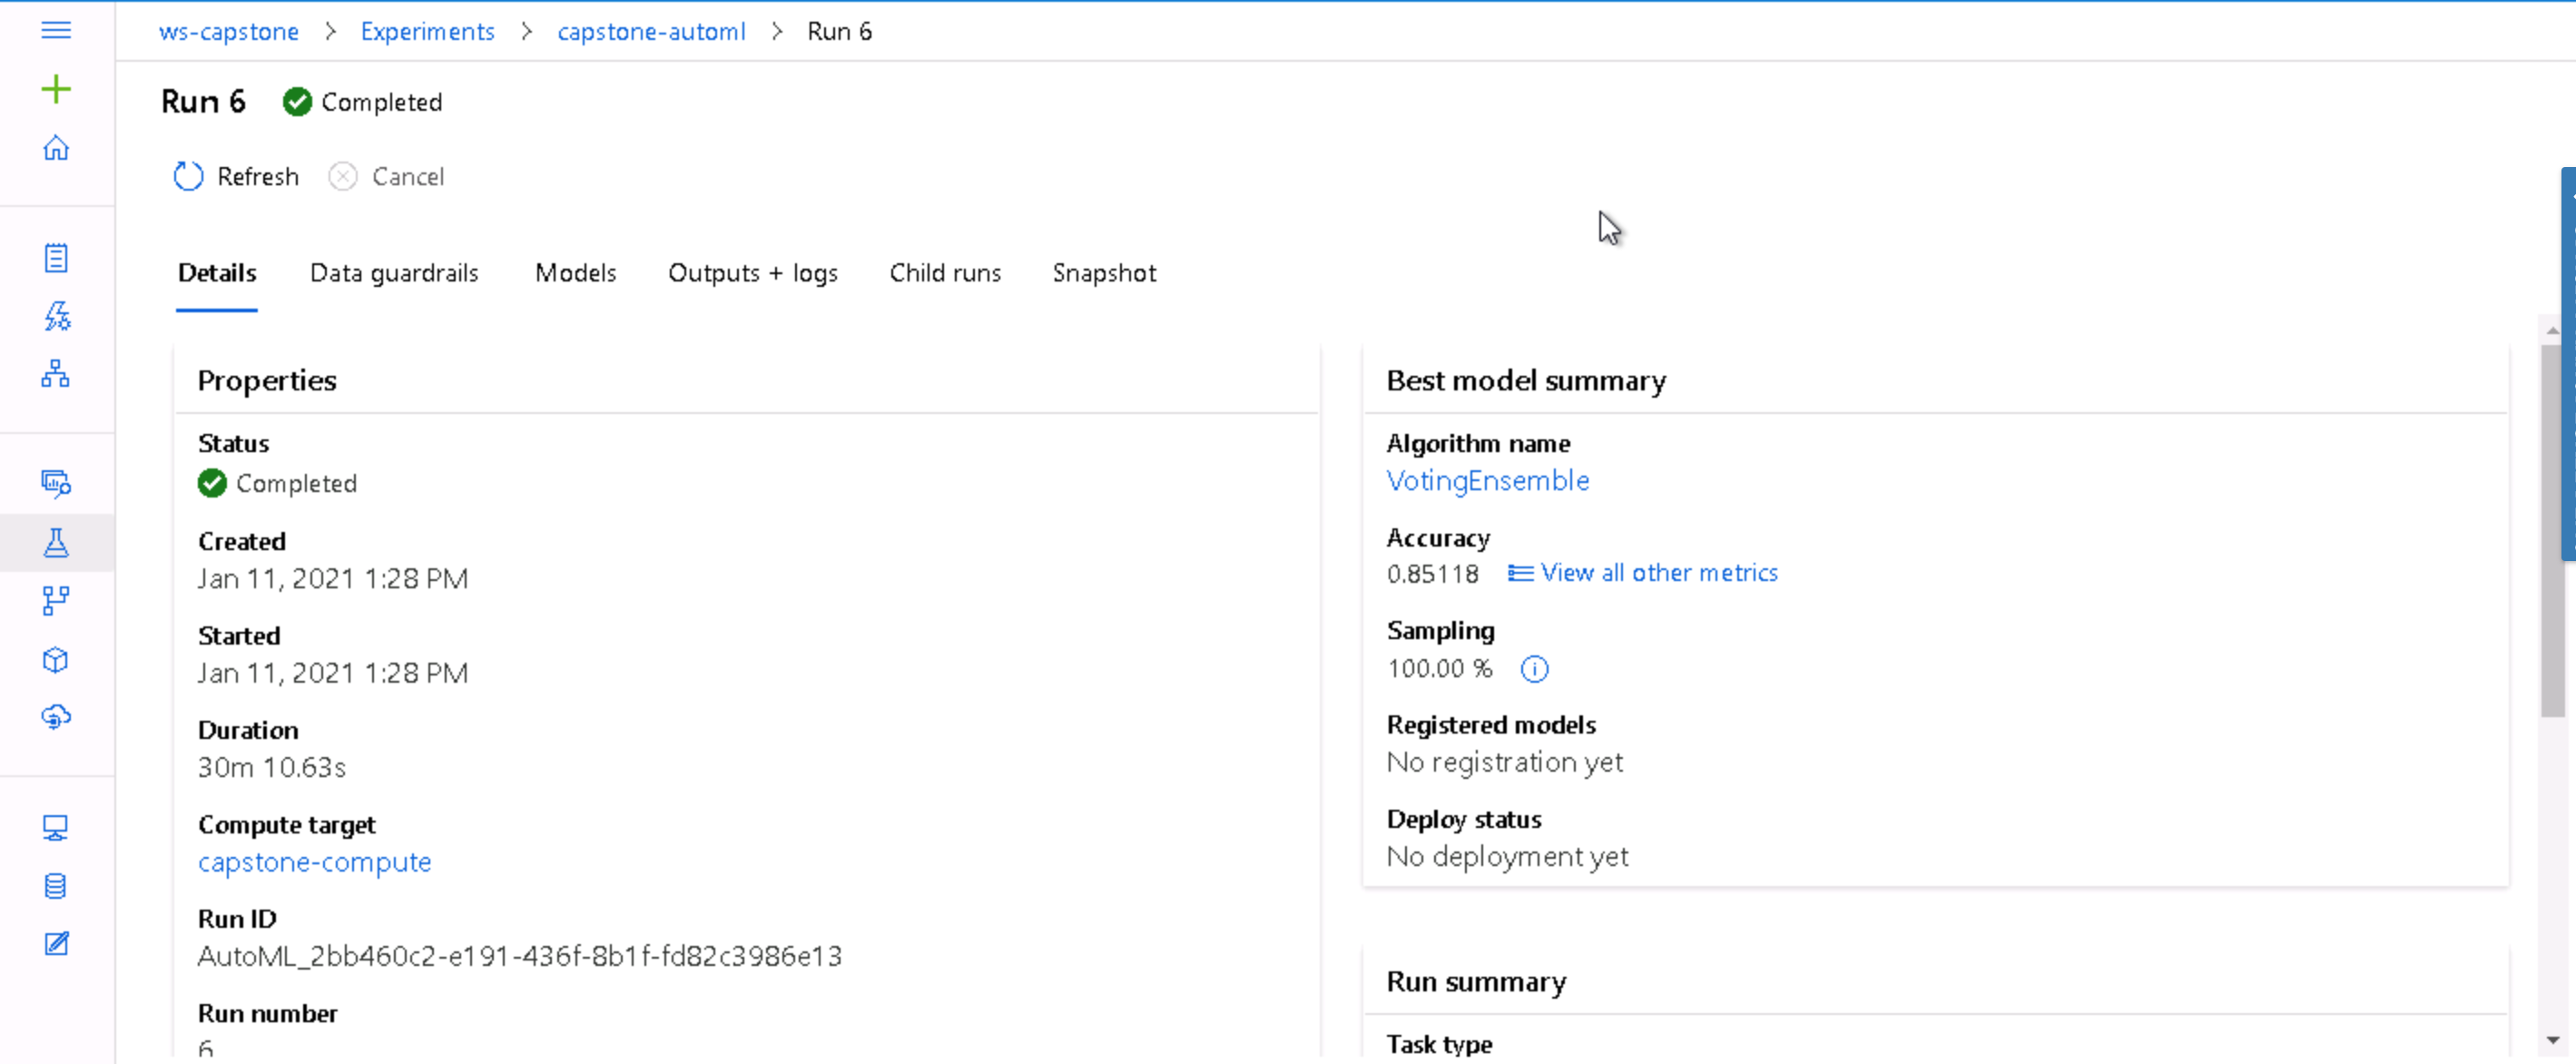 ws-capstone > Experiments > capstone-automl > Run 6
Run 6 Completed
Refresh Cancel
Details Data guardrails Models Outputs + logs Child runs Snapshot
Properties
Status
Completed
Created
Jan 11, 2021 1:28 PM
Started
Jan 11, 2021 1:28 PM
Duration
30m 10.63s
Compute target
capstone-compute
Run ID
AutoML_2bb460c2-e191-436f-8b1f-fd82c3986e13
Run number
6
Best model summary
Algorithm name
VotingEnsemble
Accuracy
0.85118 View all other metrics
Sampling
100.00 %
Registered models
No registration yet
Deploy status
No deployment yet
Run summary
Task type